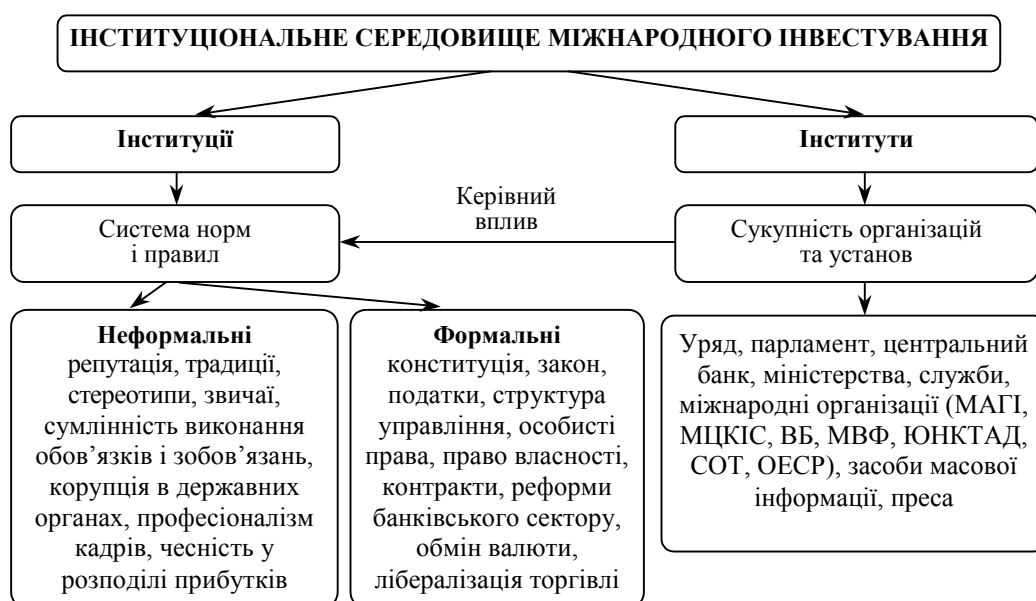 ІНСТИТУЦІОНАЛЬНЕ СЕРЕДОВИЩЕ МІЖНАРОДНОГО ІНВЕСТУВАННЯ
Інституції
Інститути
Система норм
і правил
Керівний
вплив
Сукупність організацій
та установ
Неформальні
репутація, традиції,
стереотипи, звичаї,
сумлінність виконання
обов’язків і зобов’язань,
корупція в державних
органах, професіоналізм
кадрів, чесність у
розподілі прибутків
Формальні
конституція, закон,
податки, структура
управління, особисті
права, право власності,
контракти, реформи
банківського сектору,
обмін валюти,
лібералізація торгівлі
Уряд, парламент, центральний
банк, міністерства, служби,
міжнародні організації (МАГІ,
МЦКІС, ВБ, МВФ, ЮНКТАД,
СОТ, ОЕСР), засоби масової
інформації, преса